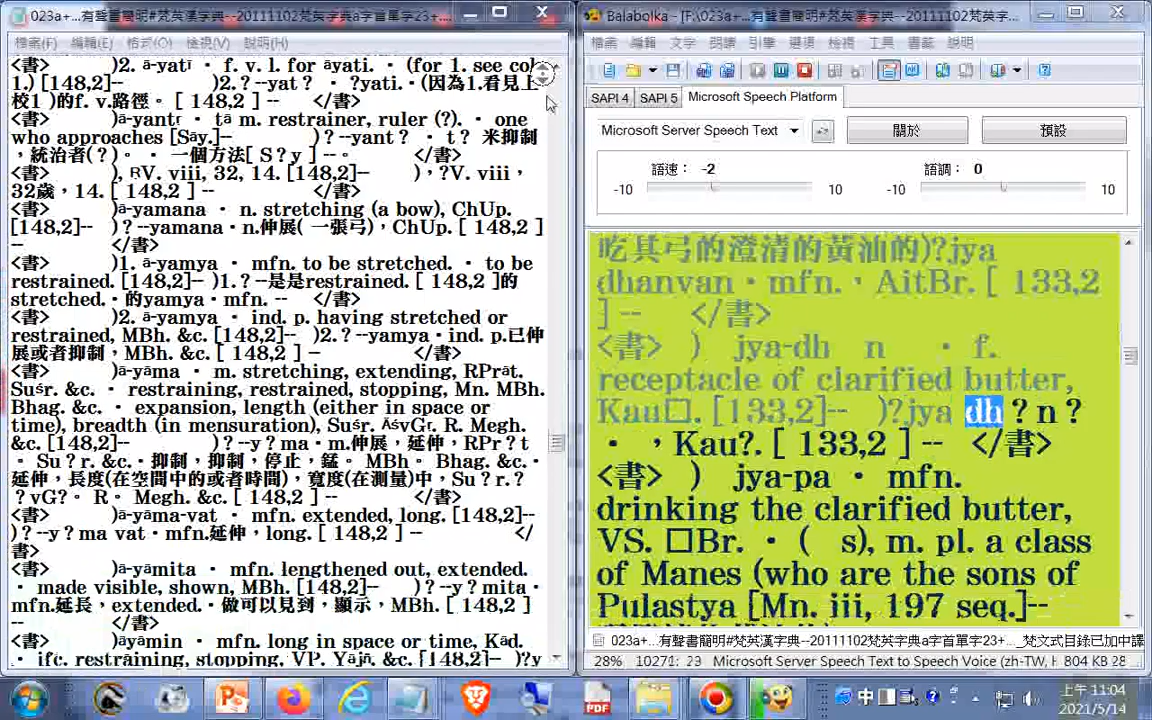 023a+...有聲書簡明#梵英漢字典--20111102梵英字典a字首單字23+...
檔案(F) 編輯(E) 格式(O) 檢視(V) 說明(H)
<書> )2. ā-yatī ‧ f. v. l. for āyati. ‧ (for 1. see col.
1.) [148,2]-- )2.?--yat ? ‧ ?yati. ‧ (因為1.看見上
校1 )的f. v.路徑。 [ 148,2 ] -- </書>
<書> )ā-yantṛ ‧ tā m. restrainer, ruler (?). ‧ one
who approaches [Sāy.]-- )?--yant? ‧ t? 米抑制
，統治者(？)。 ‧ 一個方法[ S?y ] --。 </書>
<書> ), RV. viii, 32, 14. [148,2]-- )，?V. viii，
32歲，14. [ 148,2 ] -- </書>
<書> )ā-yamana ‧ n. stretching (a bow), ChUp.
[148,2]-- )?--yamana‧n.伸展( 一張弓)，ChUp. [ 148,2 ]
-- </書>
<書> )1. ā-yamya ‧ mfn. to be stretched. ‧ to be
restrained. [148,2]-- )1.?--是是restrained. [ 148,2 ]的
stretched.‧的yamya‧mfn. -- </書>
<書> )2. ā-yamya ‧ ind. p. having stretched or
restrained, MBh. &c. [148,2]-- )2.?--yamya‧ind. p.已伸
展或者抑制，MBh. &c. [ 148,2 ] -- </書>
<書> )ā-yāma ‧ m. stretching, extending, RPrāt.
Suśr. &c. ‧ restraining, restrained, stopping, Mn. MBh.
Bhag. &c. ‧ expansion, length (either in space or
time), breadth (in mensuration), Suśr. ĀśvGṛ. R. Megh.
&c. [148,2]-- )?--y?ma‧m.伸展，延伸，RPr?t
‧ Su?r. &c.‧抑制，抑制，停止，錳。 MBh。 Bhag. &c.‧
延伸，長度(在空間中的或者時間)，寬度(在測量)中，Su?r.?
?vG?。 R。 Megh. &c. [ 148,2 ] -- </書>
<書> )ā-yāma-vat ‧ mfn. extended, long. [148,2]--
)?--y?ma vat‧mfn.延伸，long. [ 148,2 ] -- </
書>
<書> )ā-yāmita ‧ mfn. lengthened out, extended.
‧ made visible, shown, MBh. [148,2]-- )?--y?mita‧
mfn.延長，extended.‧做可以見到，顯示，MBh. [ 148,2 ]
-- </書>
<書> )āyāmin ‧ mfn. long in space or time, Kād.
‧ ifc. restraining, stopping, VP. Yājñ. &c. [148,2]-- )?y
Balabolka - [F:\023a+...有聲書簡明#梵英漢字典--20111102梵英字...
檔案 編輯 文字 朗讀 引擎 選項 檢視 工具 書籤 說明
SAPI 4 SAPI 5 Microsoft Speech Platform
Microsoft Server Speech Text 關於 預設
語速： -2 語調： 0
-10 10 -10 10
吃其弓的澄清的黃油的)?jya
dhanvan‧mfn.，AitBr. [ 133,2
] -- </書>
<書> ) jya-dh n ‧ f.
receptacle of clarified butter,
Kau□. [133,2]-- )?jya dh?n?
‧，Kau?. [ 133,2 ] -- </書>
<書> ) jya-pa ‧ mfn.
drinking the clarified butter,
VS. □Br. ‧ ( s), m. pl. a class
of Manes (who are the sons of
Pulastya [Mn. iii, 197 seq.]--
023a+...有聲書簡明#梵英漢字典--20111102梵英字典a字首單字23+..._梵文式目錄已加中譯
28% 10271: 23 Microsoft Server Speech Text to Speech Voice (zh-TW, H 804 KB 28
中
上午 11:04
2021/5/14